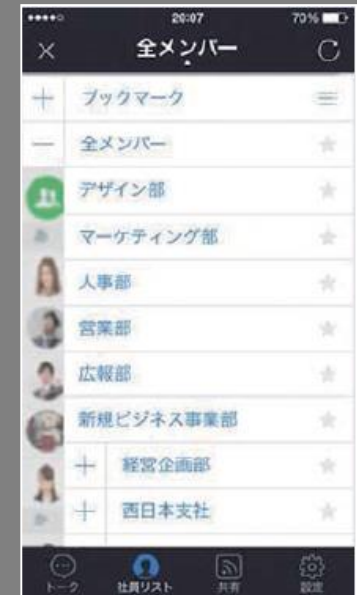 20:07 70%
全メンバー
ブックマーク
全メンバー
デザイン部
マーケティング部
人事部
営業部
広報部
新規ビジネス事業部
経営企画部
西日本支社
トーク 社員リスト 共有 設定